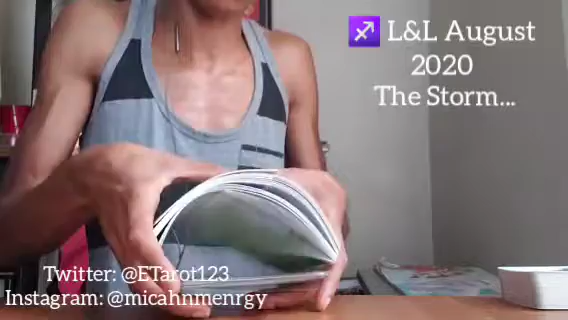 ♐ L&L August
2020
The Storm...
Twitter: @ETarot123
Instagram: @micahnmenrgy